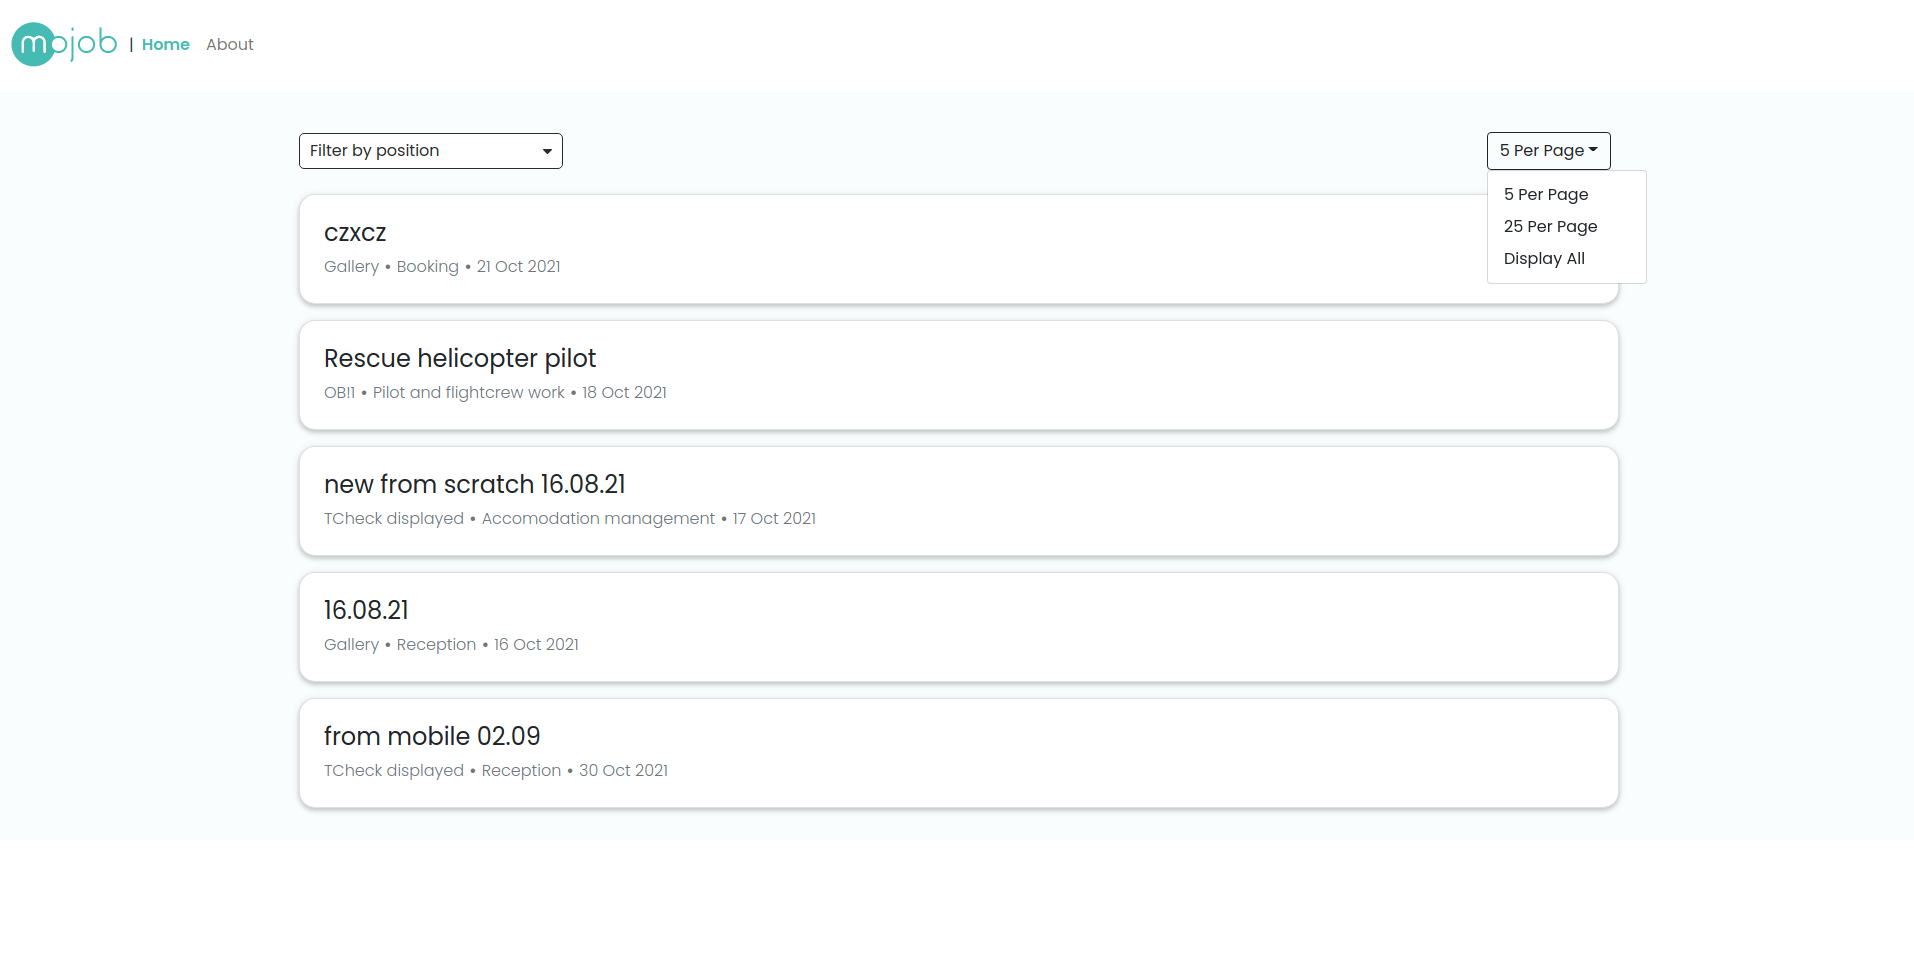 mojob | Home About
Filter by position
5 Per Page
5 Per Page
25 Per Page
Display All
czxcz
Gallery • Booking • 21 Oct 2021
Rescue helicopter pilot
OB!1 • Pilot and flightcrew work • 18 Oct 2021
new from scratch 16.08.21
TCheck displayed • Accomodation management • 17 Oct 2021
16.08.21
Gallery • Reception • 16 Oct 2021
from mobile 02.09
TCheck displayed • Reception • 30 Oct 2021